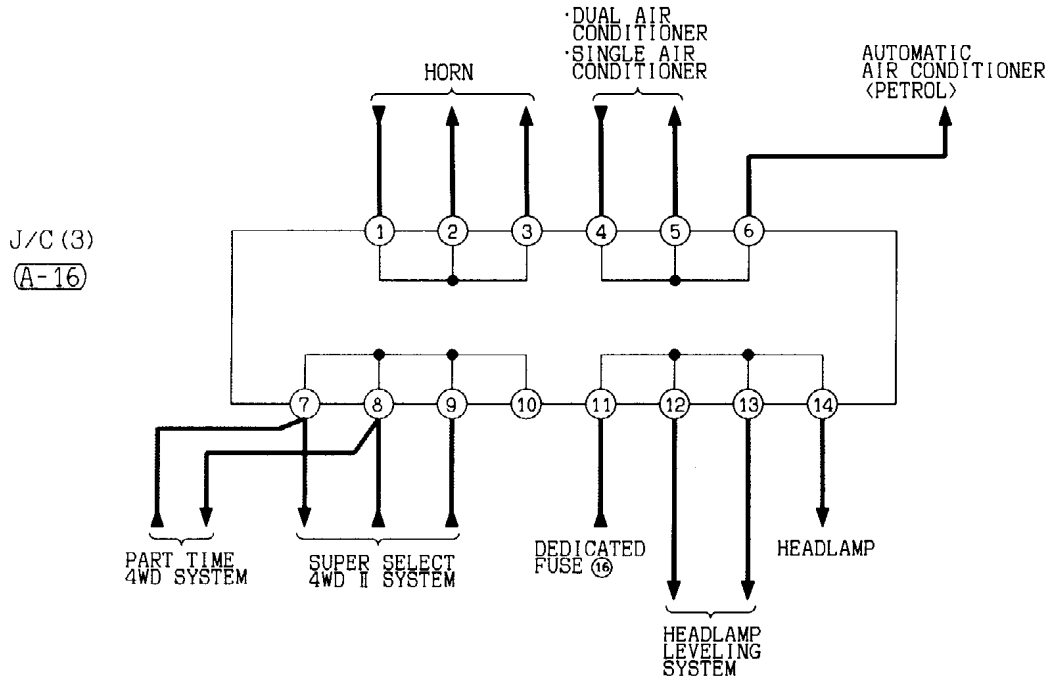 ·DUAL AIR
CONDITIONER
·SINGLE AIR
CONDITIONER
AUTOMATIC
AIR CONDITIONER
<PETROL>
HORN
J/C (3)
A-16
1 2 3 4 5 6
7 8 9 10 11 12 13 14
PART TIME
4WD SYSTEM
SUPER SELECT
4WD Ⅱ SYSTEM
DEDICATED
FUSE ⑯
HEADLAMP
HEADLAMP
LEVELING
SYSTEM